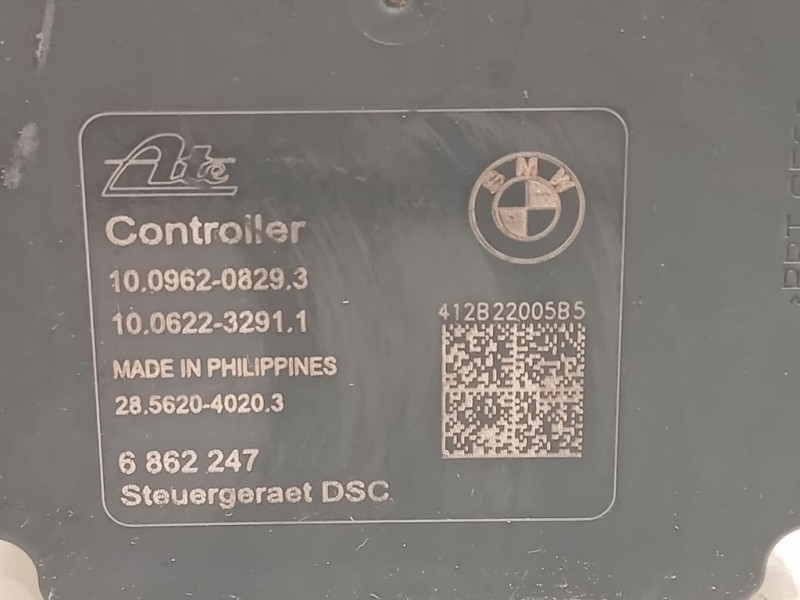 Ate
BMW
Controller
10.0962-0829.3
10.0622-3291.1
412B22005B5
MADE IN PHILIPPINES
28.5620-4020.3
6 862 247
Steuergeraet DSC